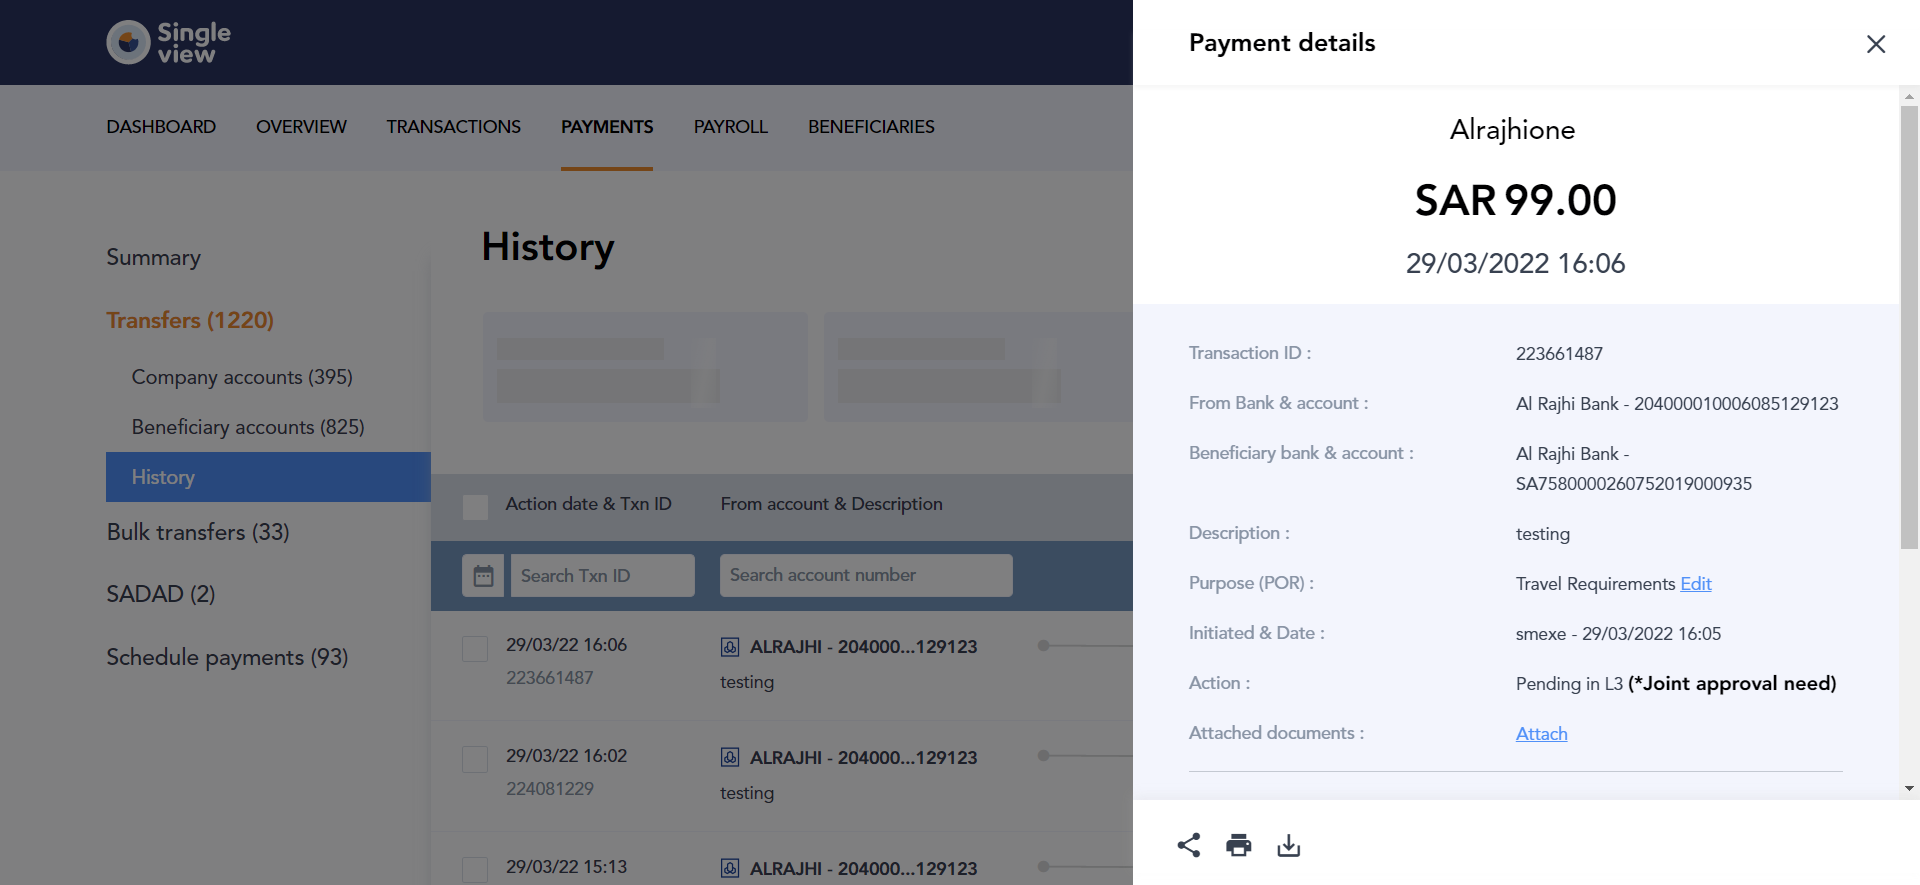 Single
view
DASHBOARD OVERVIEW TRANSACTIONS PAYMENTS PAYROLL BENEFICIARIES
Summary
Transfers (1220)
Company accounts (395)
Beneficiary accounts (825)
History
Bulk transfers (33)
SADAD (2)
Schedule payments (93)
History
Action date & Txn ID From account & Description
Search Txn ID Search account number
29/03/22 16:06 ALRAJHI - 204000...129123
223661487 testing
29/03/22 16:02 ALRAJHI - 204000...129123
224081229 testing
29/03/22 15:13 ALRAJHI - 204000...129123
Payment details
Alrajhione
SAR 99.00
29/03/2022 16:06
Transaction ID : 223661487
From Bank & account : Al Rajhi Bank - 204000010006085129123
Beneficiary bank & account : Al Rajhi Bank -
SA7580000260752019000935
Description : testing
Purpose (POR) : Travel Requirements Edit
Initiated & Date : smexe - 29/03/2022 16:05
Action : Pending in L3 (*Joint approval need)
Attached documents : Attach